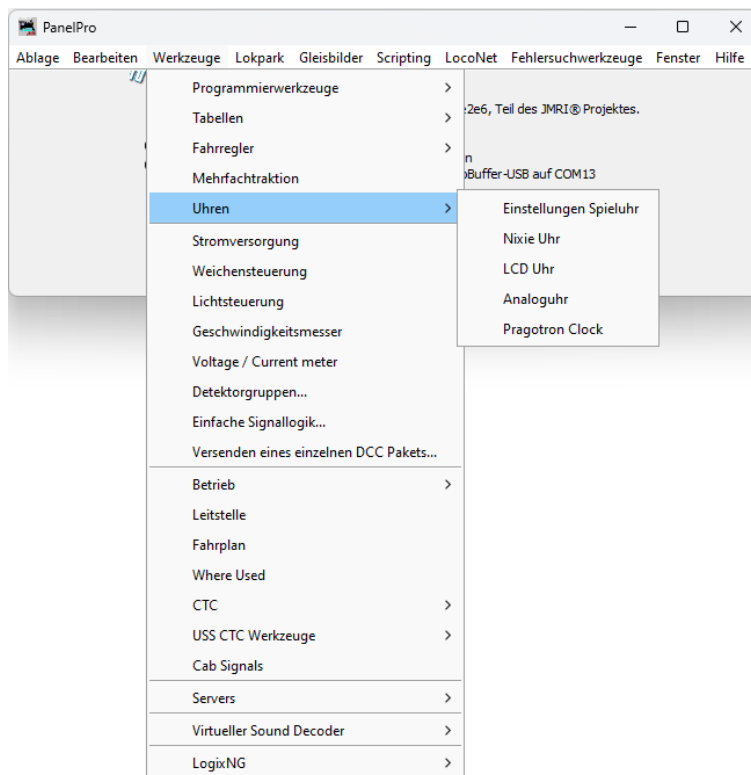 PanelPro
Ablage Bearbeiten Werkzeuge Lokpark Gleisbilder Scripting LocoNet Fehlersuchwerkzeuge Fenster Hilfe
Programmierwerkzeuge
Tabellen
Fahrregler
Mehrfachtraktion
Uhren
Stromversorgung
Weichensteuerung
Lichtsteuerung
Geschwindigkeitsmesser
Voltage / Current meter
Detektorgruppen...
Einfache Signallogik...
Versenden eines einzelnen DCC Pakets...
Betrieb
Leitstelle
Fahrplan
Where Used
CTC
USS CTC Werkzeuge
Cab Signals
Servers
Virtueller Sound Decoder
LogixNG
e2e6, Teil des JMRI® Projektes.
Buffer-USB auf COM13
Einstellungen Spieluhr
Nixie Uhr
LCD Uhr
Analoguhr
Pragotron Clock